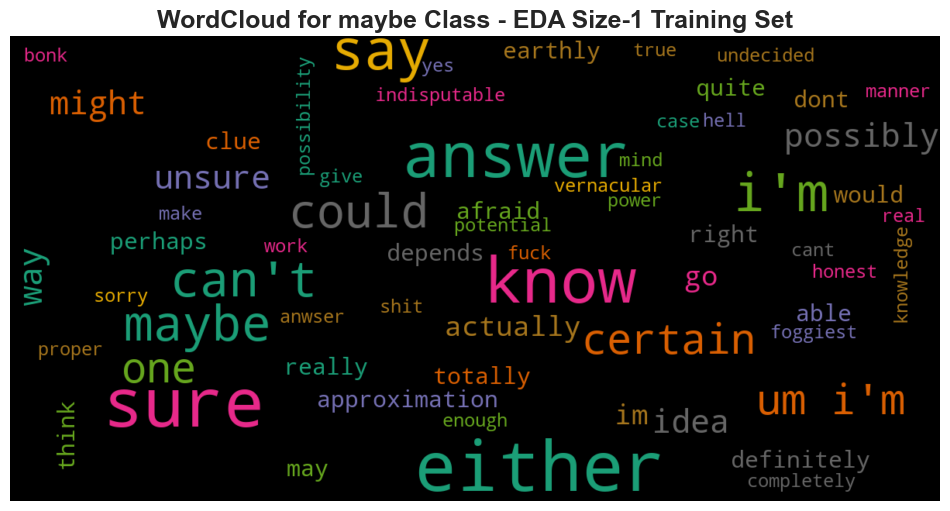 WordCloud for maybe Class - EDA Size-1 Training Set
bonk
say
yes
earthly
true
undecided
might
possibility
indisputable
quite
dont
manner
clue
answer
case
hell
possibly
unsure
give
mind
vernacular
power
i'm
would
make
could
afraid
potential
real
perhaps
work
depends
fuck
right
cant
knowledge
way
can't
know
go
honest
sorry
anwser
shit
able
maybe
actually
certain
foggiest
proper
one
really
totally
sure
approximation
enough
im
idea
um i'm
think
may
either
definitely
completely